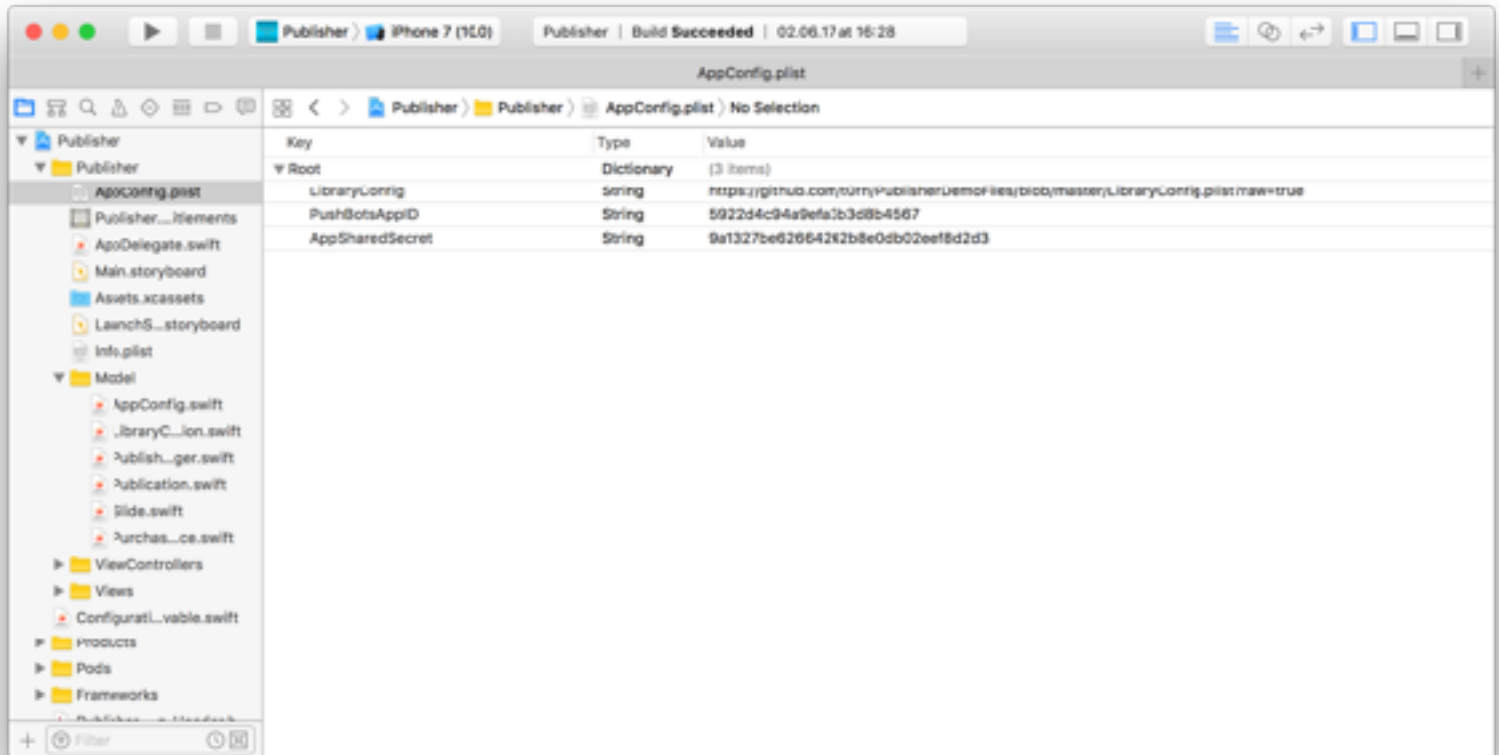 Publisher iPhone 7 Publisher | Build Succeeded | 02.06.17 at 16:28
AppConfig.plist
Publisher Publisher AppConfig.plist No Selection
Publisher
Publisher
AppConfig.plist
Publisher....itlements
AppDelegate.swift
Main.storyboard
Assets.xcassets
LaunchS...storyboard
Info.plist
Model
AppConfig.swift
LibraryC...ion.swift
Publish...ger.swift
Publication.swift
Slide.swift
Purchas...ce.swift
ViewControllers
Views
Configurati...vable.swift
Products
Pods
Frameworks
Filter
Key Type Value
Root Dictionary (3 items)
LibraryConfig String
PushBotsAppID String
AppSharedSecret String